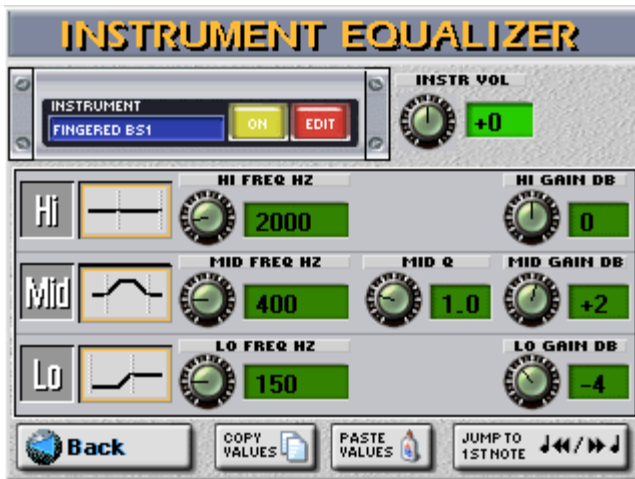 INSTRUMENT EQUALIZER
INSTR VOL
INSTRUMENT
FINGERED BS1
ON
EDIT
+0
HI FREQ HZ
HI GAIN DB
Hi
2000
0
MID FREQ HZ
MID Q
MID GAIN DB
Mid
400
1.0
+2
LO FREQ HZ
LO GAIN DB
Lo
150
-4
Back
COPY
VALUES
PASTE
VALUES
JUMP TO
1ST NOTE